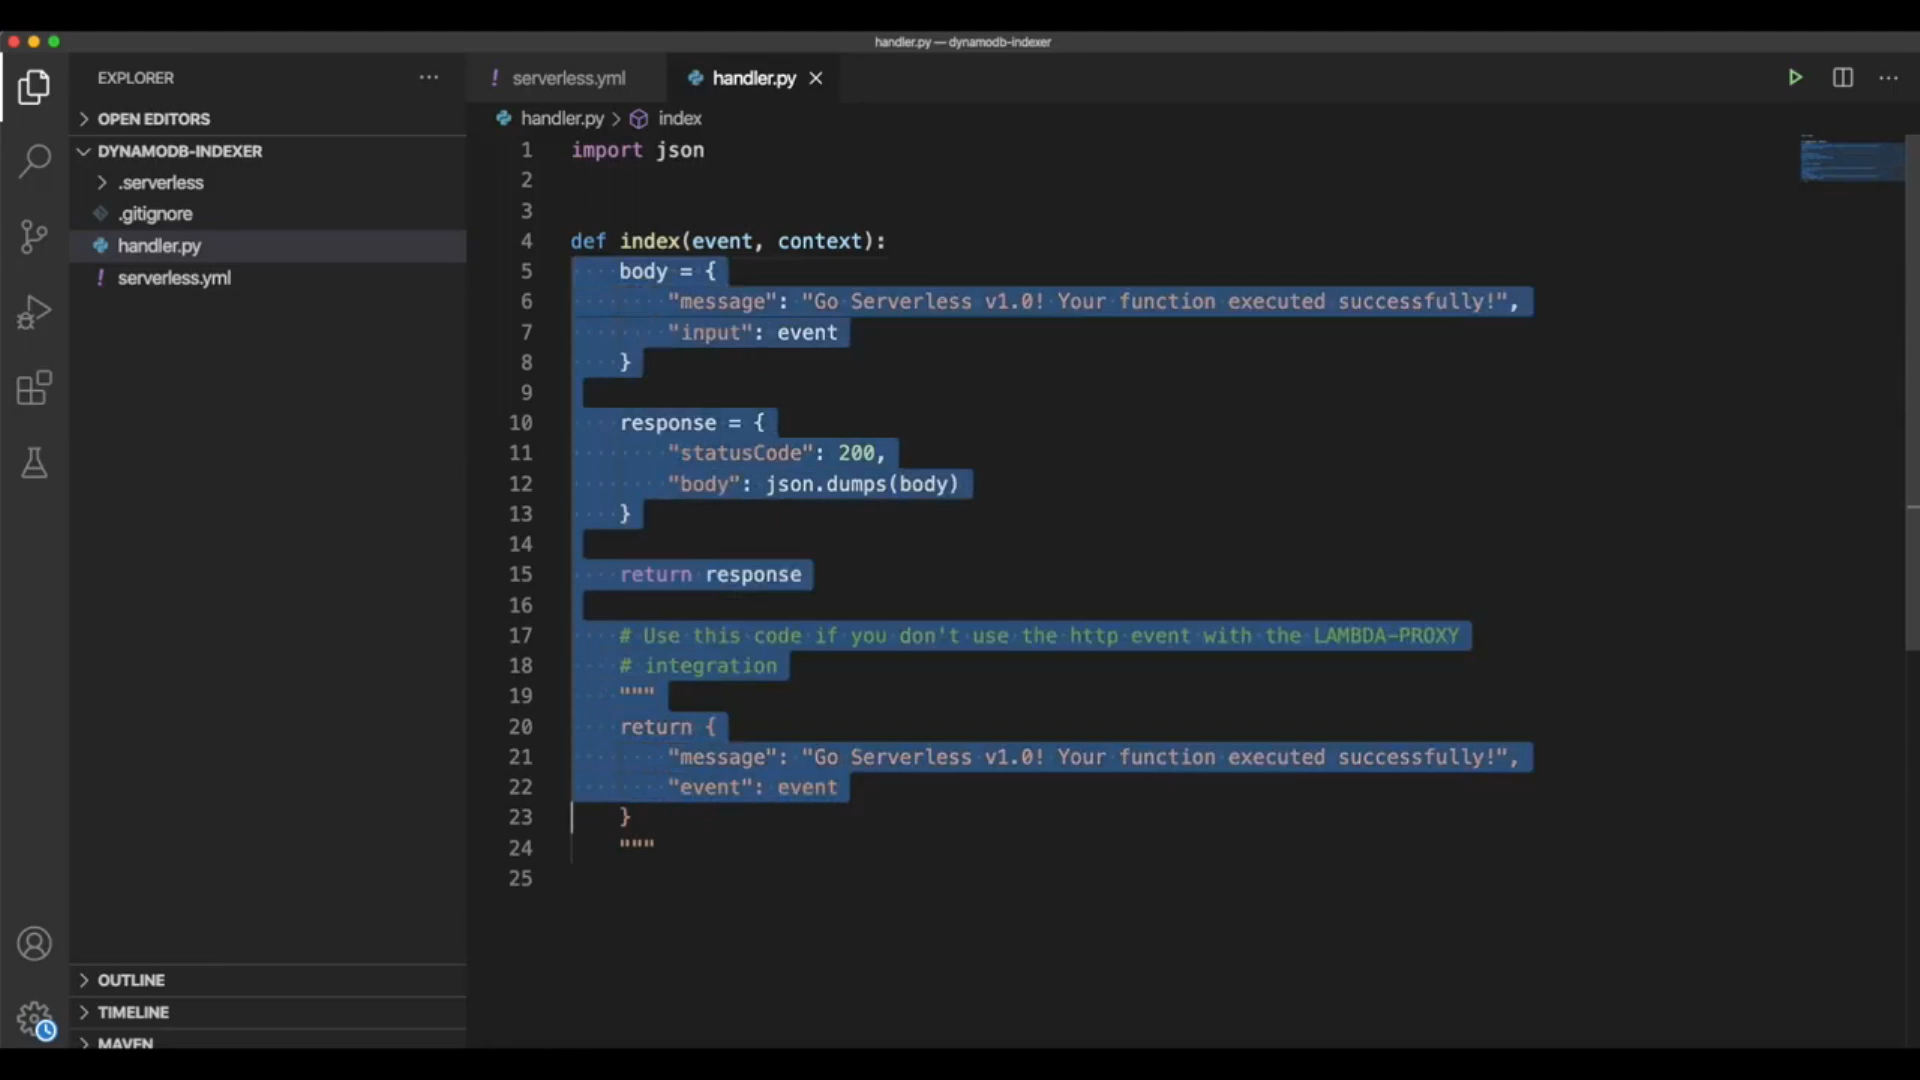 handler.py — dynamodb-indexer
EXPLORER
! serverless.yml
handler.py
OPEN EDITORS
handler.py > index
DYNAMODB-INDEXER
.serverless
.gitignore
handler.py
! serverless.yml
1 import json
2
3
4 def index(event, context):
5     body = {
6         "message": "Go Serverless v1.0! Your function executed successfully!",
7         "input": event
8     }
9
10     response = {
11         "statusCode": 200,
12         "body": json.dumps(body)
13     }
14
15     return response
16
17     # Use this code if you don't use the http event with the LAMBDA-PROXY
18     # integration
19     """
20     return {
21         "message": "Go Serverless v1.0! Your function executed successfully!",
22         "event": event
23     }
24     """
25
OUTLINE
TIMELINE
MAVEN